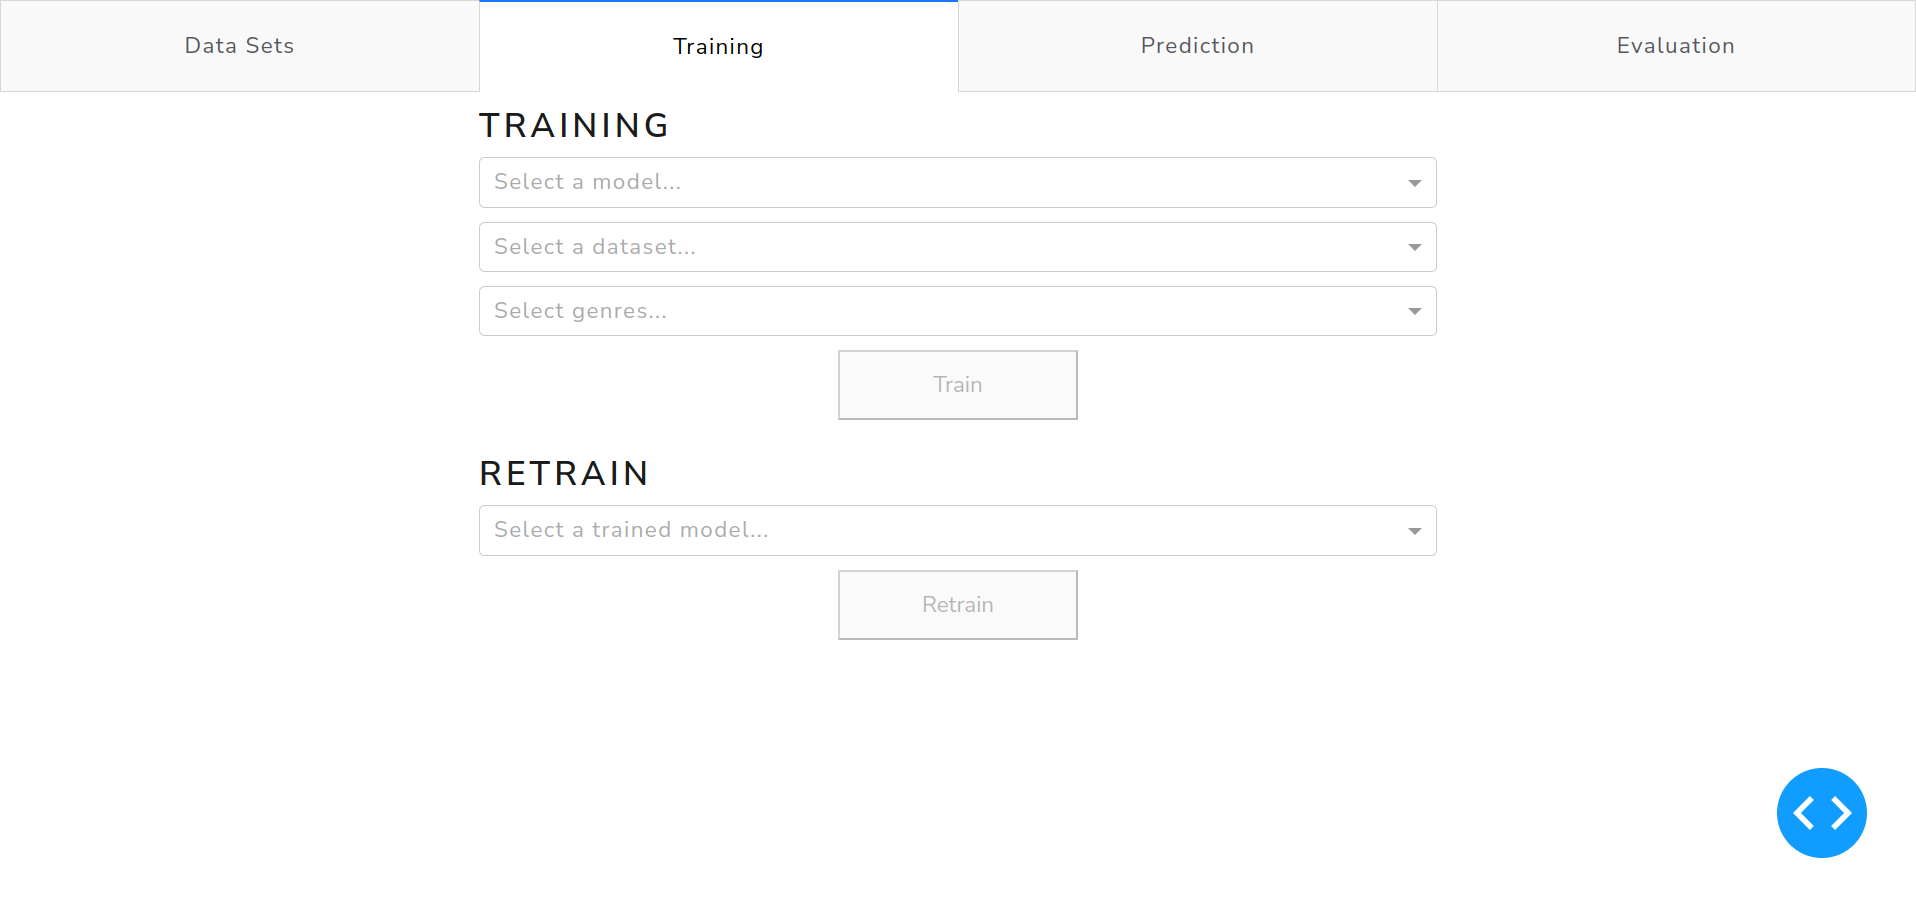 Data Sets
Training
Prediction
Evaluation
TRAINING
Select a model...
Select a dataset...
Select genres...
Train
RETRAIN
Select a trained model...
Retrain